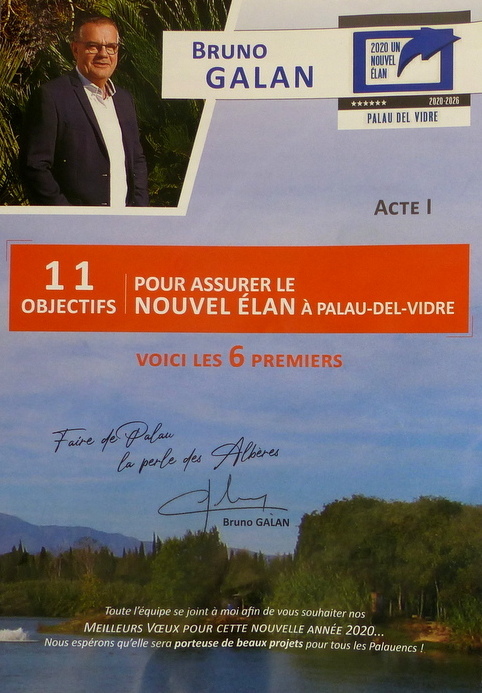 BRUNO
GALAN
2020 UN
NOUVEL
ÉLAN
★★★★★★ 2020-2026
PALAU DEL VIDRE
ACTE I
11
OBJECTIFS
POUR ASSURER LE
NOUVEL ÉLAN À PALAU-DEL-VIDRE
VOICI LES 6 PREMIERS
Faire de Palau
la perle des Albères
Bruno GALAN
Toute l'équipe se joint à moi afin de vous souhaiter nos
MEILLEURS VŒUX POUR CETTE NOUVELLE ANNÉE 2020...
Nous espérons qu'elle sera porteuse de beaux projets pour tous les Palauencs !